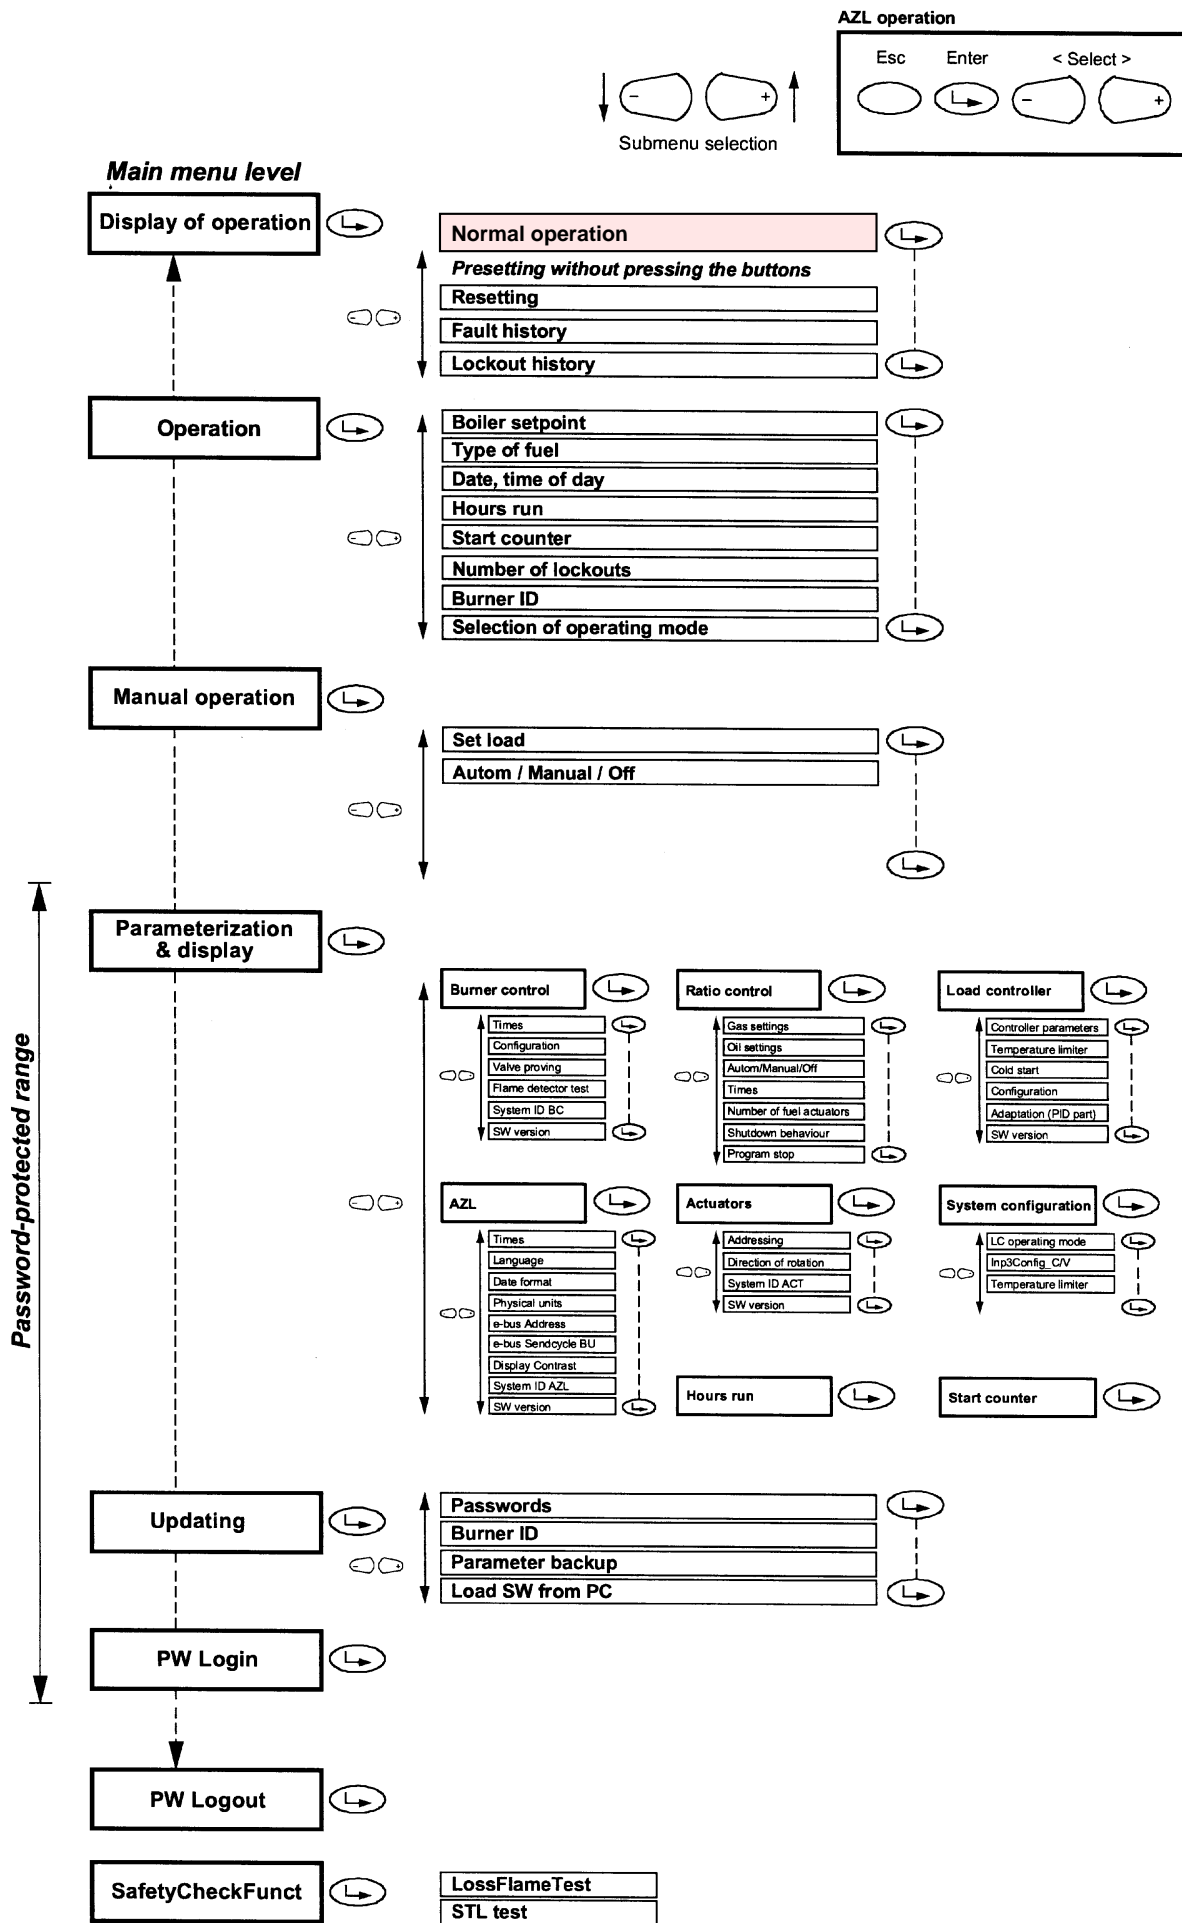 AZL operation
Esc Enter < Select >
- +
- +
Submenu selection
Main menu level
Display of operation
Normal operation
Presetting without pressing the buttons
Resetting
Fault history
Lockout history
Operation
Boiler setpoint
Type of fuel
Date, time of day
Hours run
Start counter
Number of lockouts
Burner ID
Selection of operating mode
Manual operation
Set load
Autom / Manual / Off
Password-protected range
Parameterization
& display
Burner control
Times
Configuration
Valve proving
Flame detector test
System ID BC
SW version
Ratio control
Gas settings
Oil settings
Autom/Manual/Off
Times
Number of fuel actuators
Shutdown behaviour
Program stop
Load controller
Controller parameters
Temperature limiter
Cold start
Configuration
Adaptation (PID part)
SW version
AZL
Times
Language
Date format
Physical units
e-bus Address
e-bus Sendcycle BU
Display Contrast
System ID AZL
SW version
Actuators
Addressing
Direction of rotation
System ID ACT
SW version
System configuration
LC operating mode
Inp3Config_C/V
Temperature limiter
Hours run
Start counter
Updating
Passwords
Burner ID
Parameter backup
Load SW from PC
PW Login
PW Logout
SafetyCheckFunct
LossFlameTest
STL test